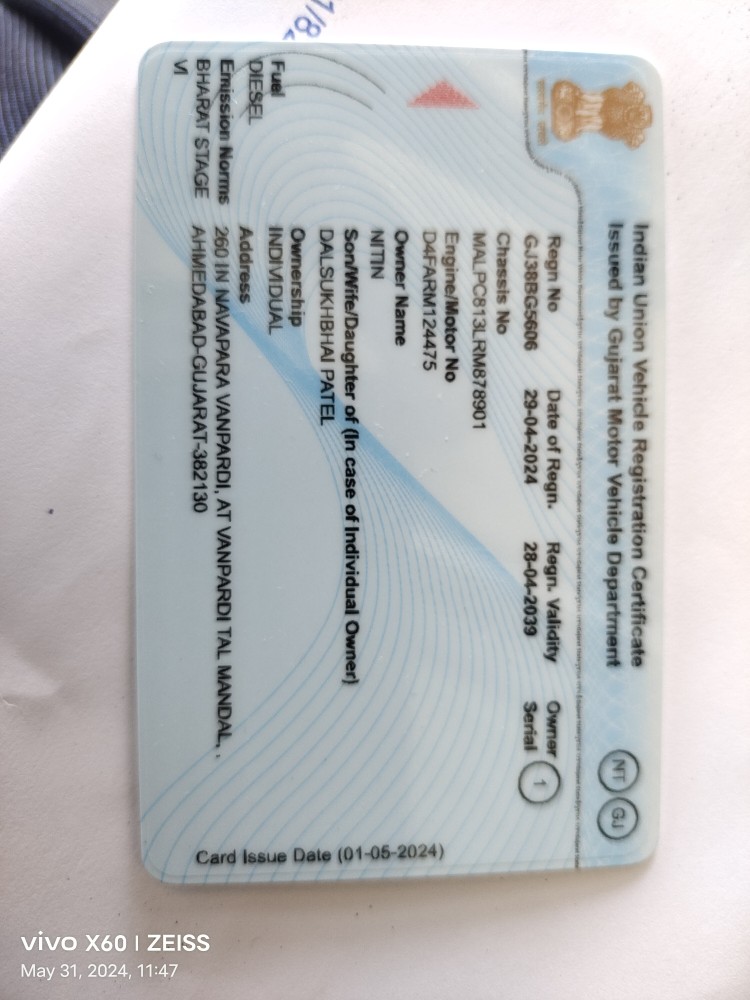 Indian Union Vehicle Registration Certificate
Issued by Gujarat Motor Vehicle Department
NT GJ
Regn No Date of Regn. Regn. Validity Owner Serial 1
GJ38BG5606 29-04-2024 28-04-2039
Chassis No
MALPC813LRM878901
Engine/Motor No
D4FARM124475
Owner Name
NITIN
Son/Wife/Daughter of (In case of Individual Owner)
DALSUKHBHAI PATEL
Ownership
INDIVIDUAL
Address
260 IN NAVAPARA VANPARDI, AT VANPARDI TAL MANDAL, ,
AHMEDABAD-GUJARAT-382130
Fuel
DIESEL
Emission Norms
BHARAT STAGE
VI
Card Issue Date (01-05-2024)
vivo X60 | ZEISS
May 31, 2024, 11:47